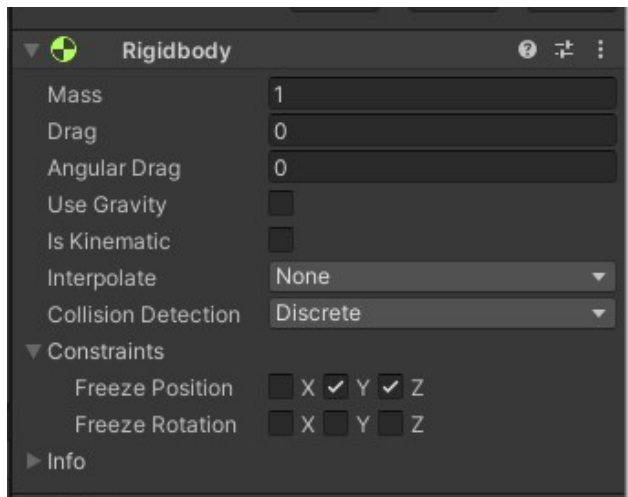 Rigidbody
Mass 1
Drag 0
Angular Drag 0
Use Gravity
Is Kinematic
Interpolate None
Collision Detection Discrete
Constraints
Freeze Position X Y Z
Freeze Rotation X Y Z
Info